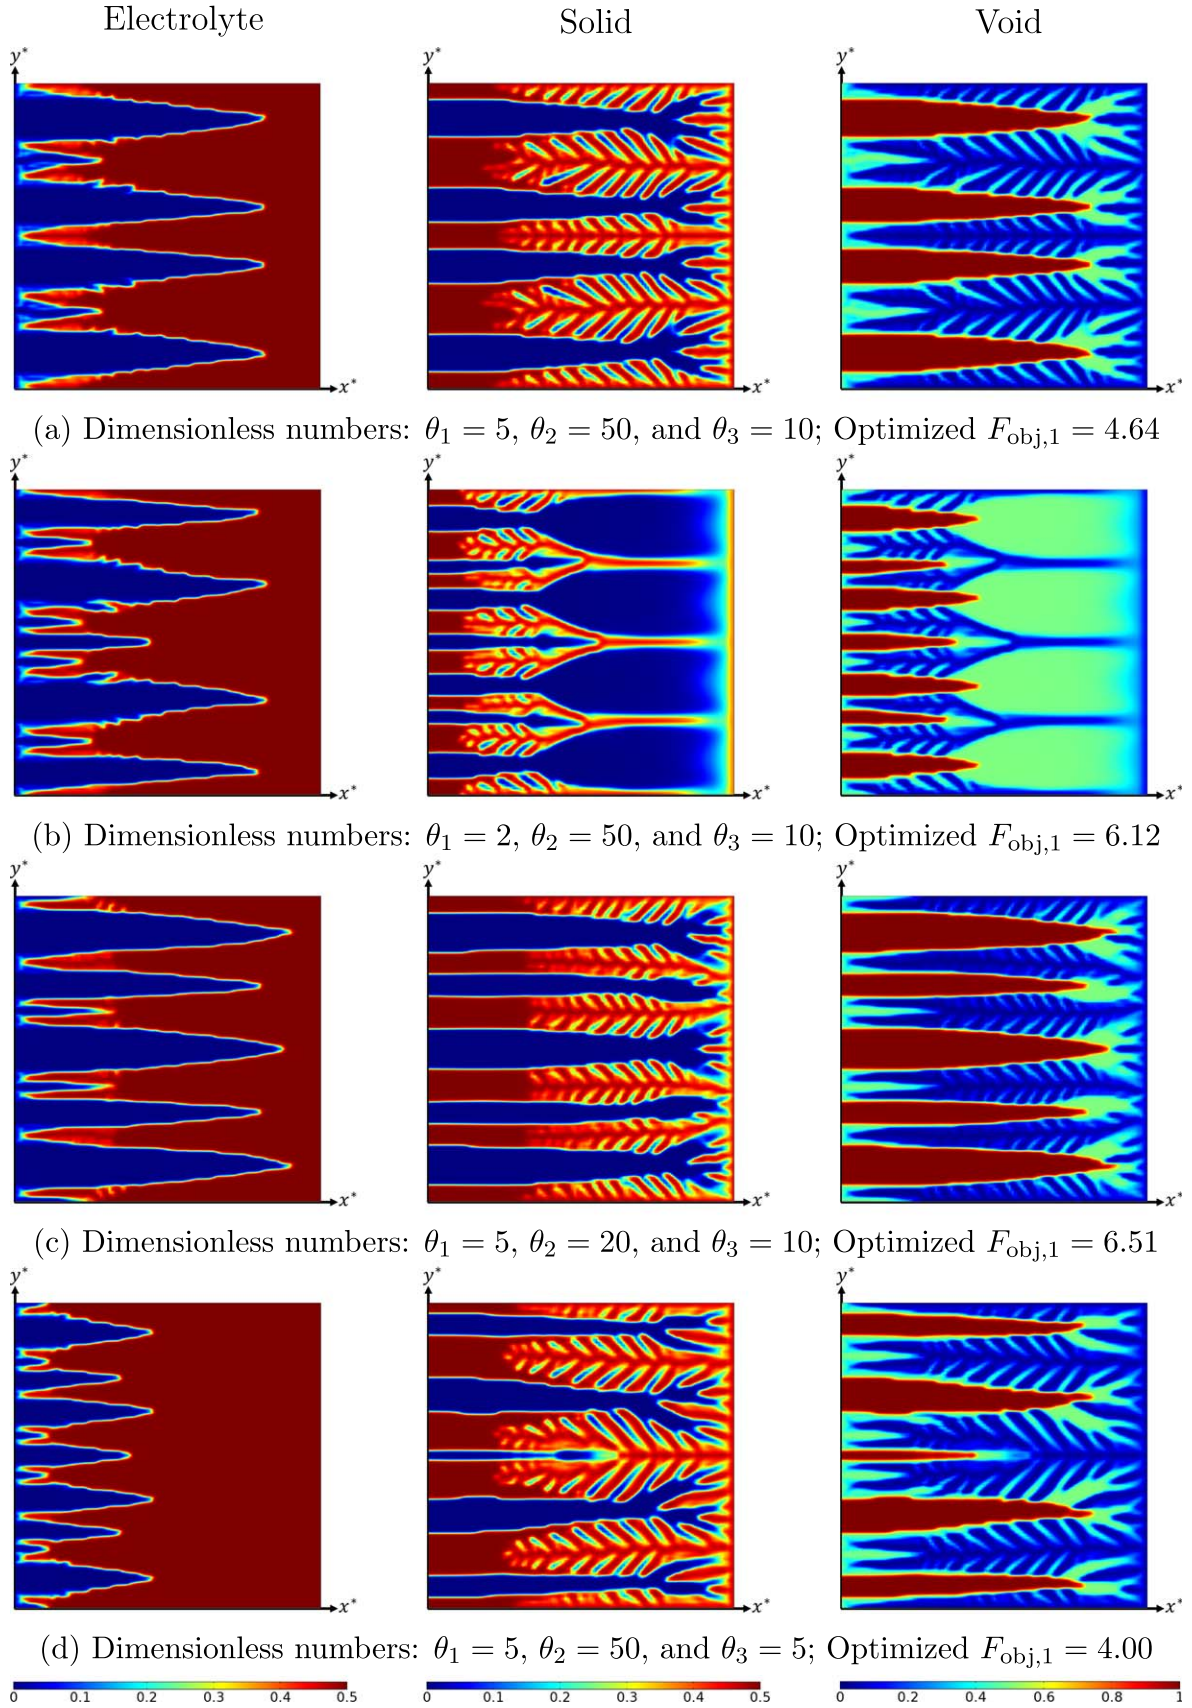 Electrolyte Solid Void
y* y* y*
x* x* x*
(a) Dimensionless numbers: θ₁ = 5, θ₂ = 50, and θ₃ = 10; Optimized F_obj,1 = 4.64
y* y* y*
x* x* x*
(b) Dimensionless numbers: θ₁ = 2, θ₂ = 50, and θ₃ = 10; Optimized F_obj,1 = 6.12
y* y* y*
x* x* x*
(c) Dimensionless numbers: θ₁ = 5, θ₂ = 20, and θ₃ = 10; Optimized F_obj,1 = 6.51
y* y* y*
x* x* x*
(d) Dimensionless numbers: θ₁ = 5, θ₂ = 50, and θ₃ = 5; Optimized F_obj,1 = 4.00
0 0.1 0.2 0.3 0.4 0.5 0 0.1 0.2 0.3 0.4 0.5 0 0.2 0.4 0.6 0.8 1